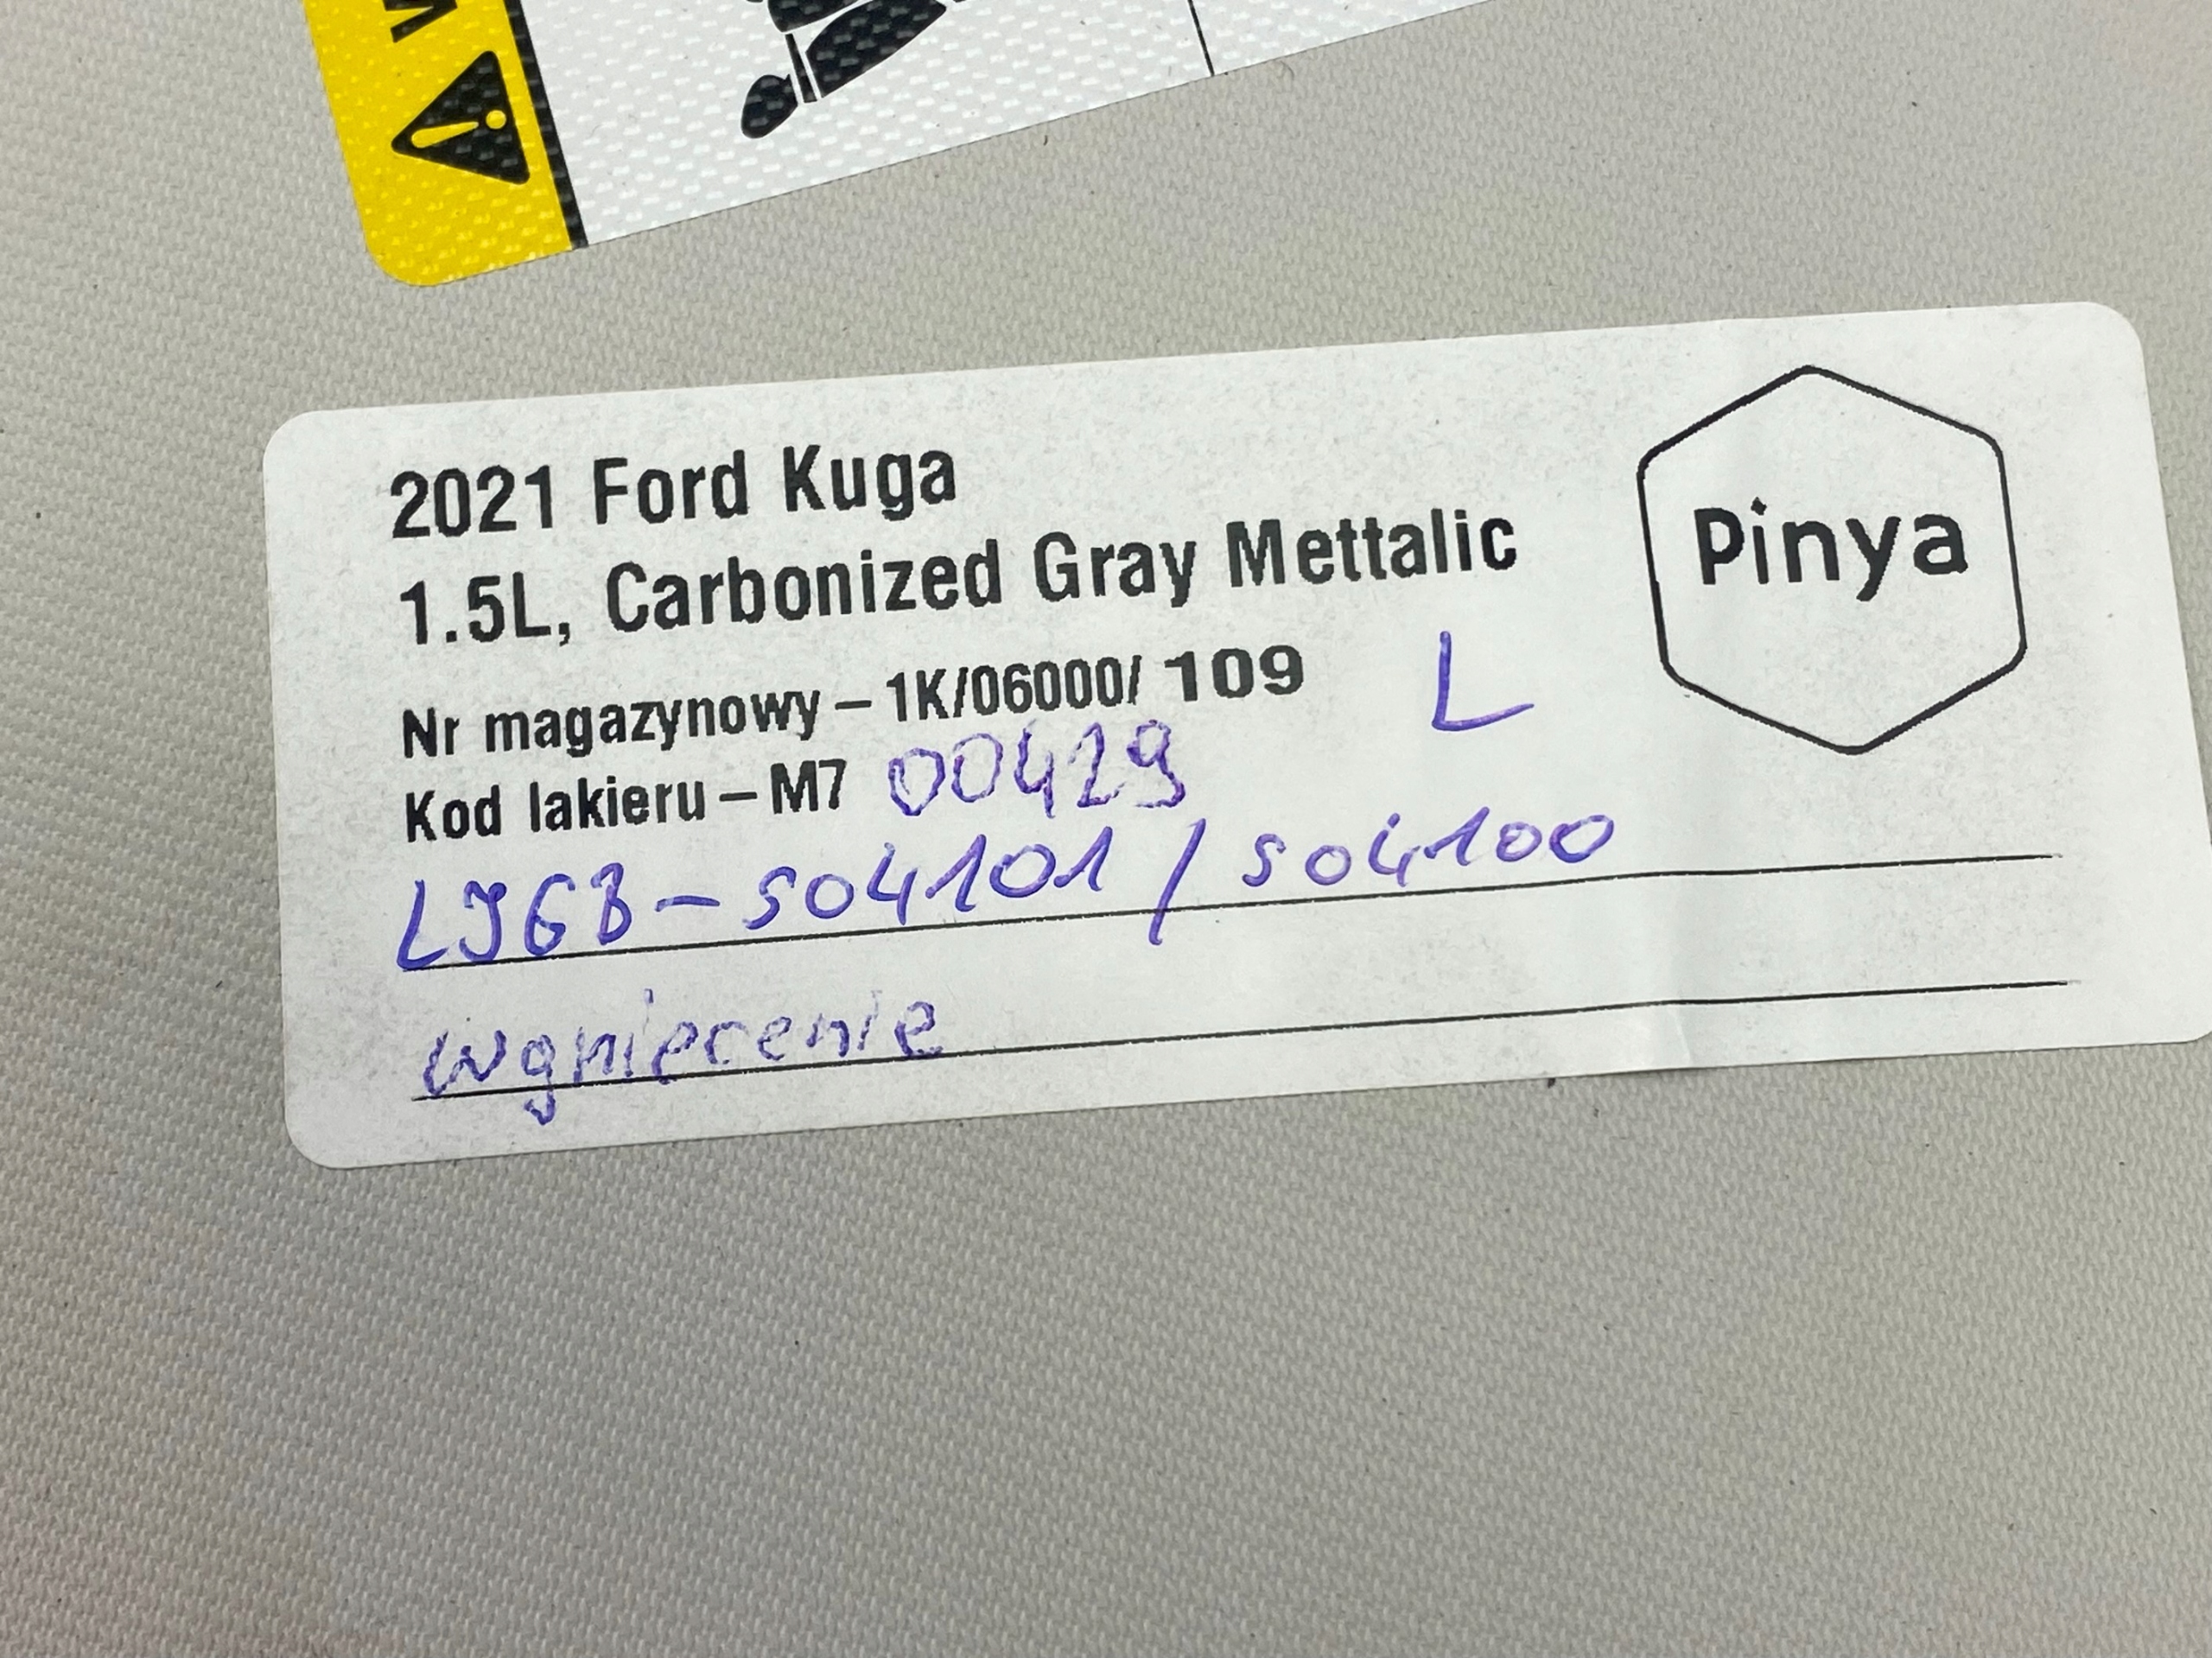 2021 Ford Kuga
1.5L, Carbonized Gray Mettalic
Pinya
Nr magazynowy – 1K/06000/ 109 L
Kod lakieru – M7 00429
LJ6B-S04101 / S04100
wgniecenie